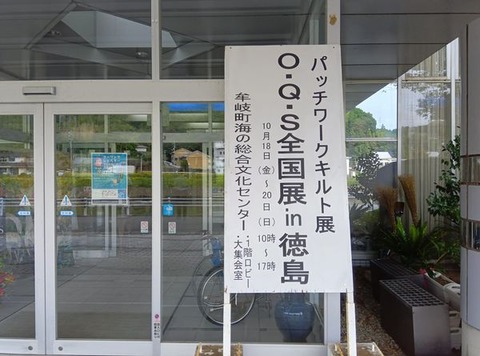 パッチワークキルト展
O・Q・S全国展in徳島
10月18日（金）～20日（日）10時～17時
牟岐町海の総合文化センター・1階ロビー
・大集会室